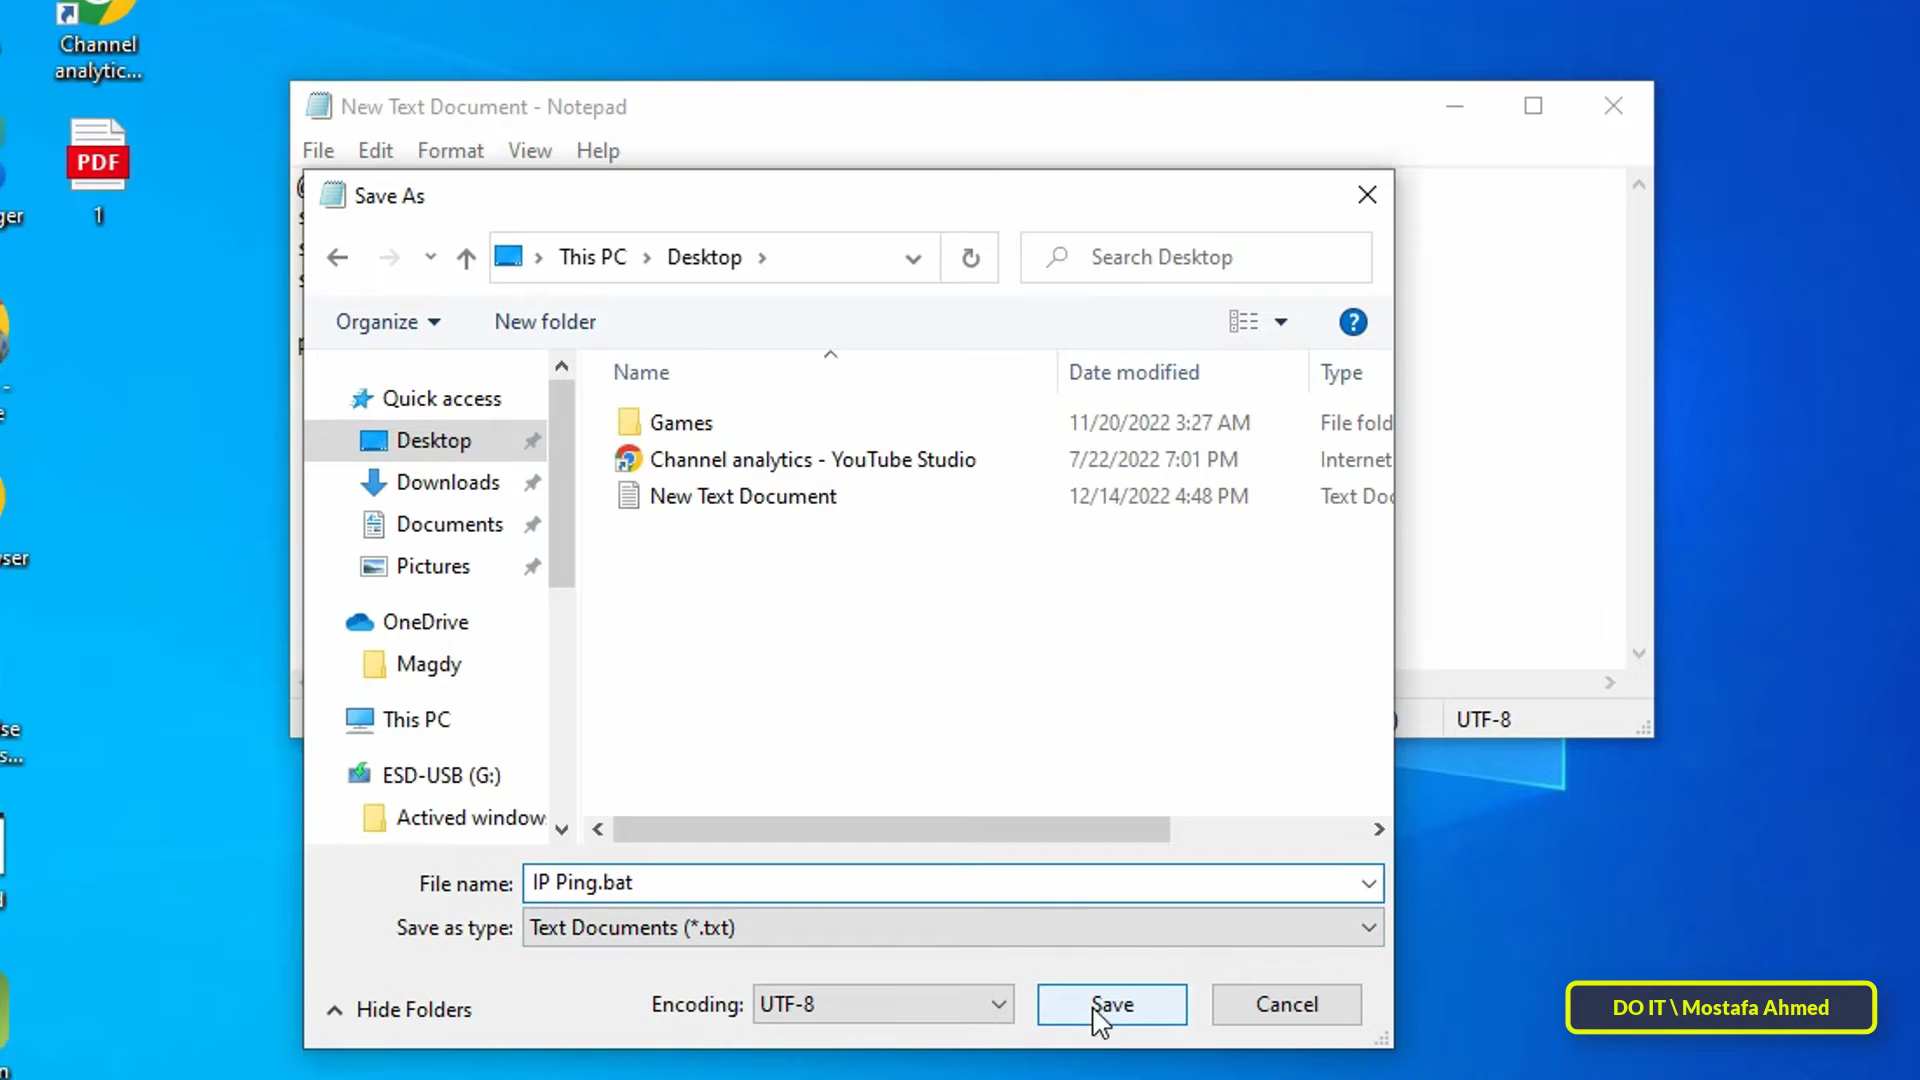 Channel
analytic...
PDF
1
ger
ser
se
s...
New Text Document - Notepad
File Edit Format View Help
Save As
This PC Desktop
Search Desktop
Organize New folder
Name Date modified Type
Quick access
Desktop
Downloads
Documents
Pictures
OneDrive
Magdy
This PC
ESD-USB (G:)
Actived window
Games 11/20/2022 3:27 AM File fold
Channel analytics - YouTube Studio 7/22/2022 7:01 PM Internet
New Text Document 12/14/2022 4:48 PM Text Doc
File name: IP Ping.bat
Save as type: Text Documents (*.txt)
Hide Folders Encoding: UTF-8 Save Cancel
UTF-8
DO IT \ Mostafa Ahmed